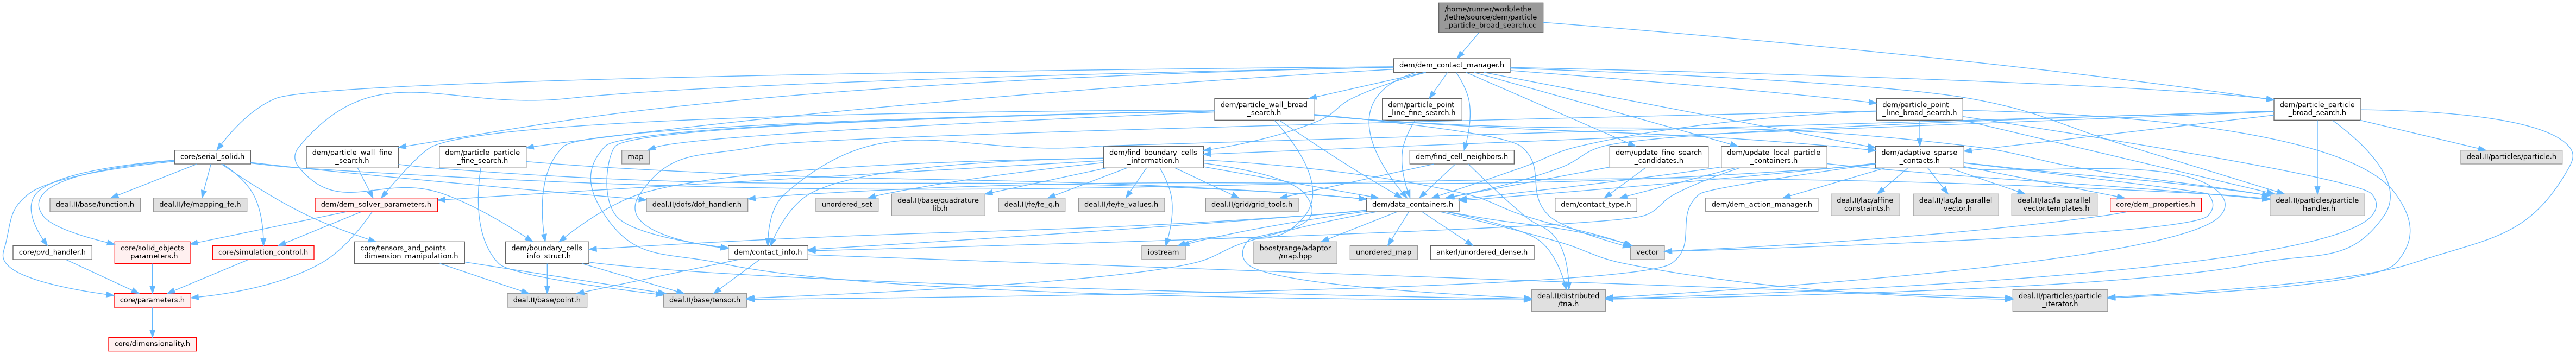 /home/runner/work/lethe
/lethe/source/dem/particle
_particle_broad_search.cc
dem/dem_contact_manager.h
dem/particle_wall_broad
_search.h
dem/particle_point
_line_fine_search.h
dem/particle_point
_line_broad_search.h
dem/particle_particle
_broad_search.h
core/serial_solid.h
dem/particle_wall_fine
_search.h
dem/particle_particle
_fine_search.h
map
dem/find_boundary_cells
_information.h
dem/find_cell_neighbors.h
dem/update_fine_search
_candidates.h
dem/update_local_particle
_containers.h
dem/adaptive_sparse
_contacts.h
deal.II/particles/particle.h
deal.II/base/function.h
deal.II/fe/mapping_fe.h
dem/dem_solver_parameters.h
deal.II/dofs/dof_handler.h
unordered_set
deal.II/base/quadrature
_lib.h
deal.II/fe/fe_q.h
deal.II/fe/fe_values.h
deal.II/grid/grid_tools.h
dem/data_containers.h
dem/contact_type.h
dem/dem_action_manager.h
deal.II/lac/affine
_constraints.h
deal.II/lac/la_parallel
_vector.h
deal.II/lac/la_parallel
_vector.templates.h
core/dem_properties.h
deal.II/particles/particle
_handler.h
core/pvd_handler.h
core/solid_objects
_parameters.h
core/simulation_control.h
core/tensors_and_points
_dimension_manipulation.h
dem/boundary_cells
_info_struct.h
dem/contact_info.h
iostream
boost/range/adaptor
/map.hpp
unordered_map
ankerl/unordered_dense.h
vector
core/parameters.h
deal.II/base/point.h
deal.II/base/tensor.h
deal.II/distributed
/tria.h
deal.II/particles/particle
_iterator.h
core/dimensionality.h